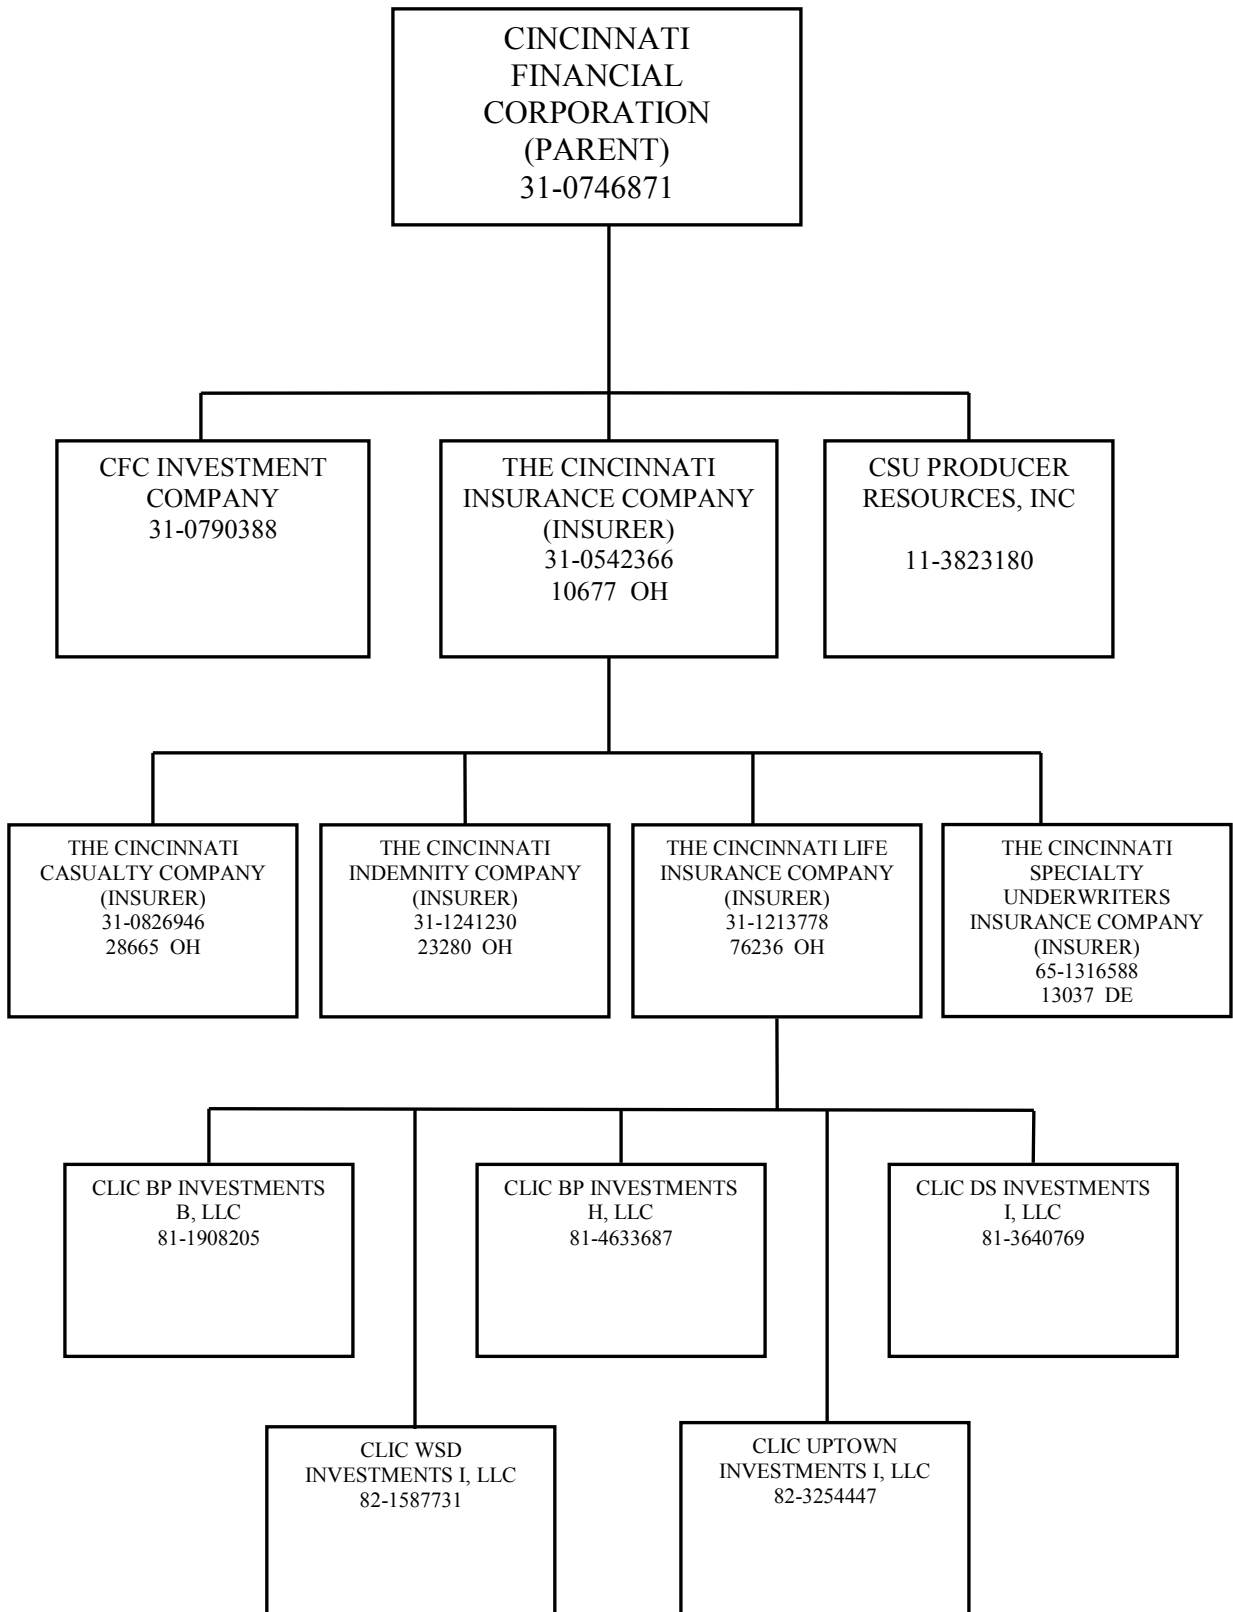 CINCINNATI
FINANCIAL
CORPORATION
(PARENT)
31-0746871
CFC INVESTMENT
COMPANY
31-0790388
THE CINCINNATI
INSURANCE COMPANY
(INSURER)
31-0542366
10677 OH
CSU PRODUCER
RESOURCES, INC
11-3823180
THE CINCINNATI
CASUALTY COMPANY
(INSURER)
31-0826946
28665 OH
THE CINCINNATI
INDEMNITY COMPANY
(INSURER)
31-1241230
23280 OH
THE CINCINNATI LIFE
INSURANCE COMPANY
(INSURER)
31-1213778
76236 OH
THE CINCINNATI
SPECIALTY
UNDERWRITERS
INSURANCE COMPANY
(INSURER)
65-1316588
13037 DE
CLIC BP INVESTMENTS
B, LLC
81-1908205
CLIC BP INVESTMENTS
H, LLC
81-4633687
CLIC DS INVESTMENTS
I, LLC
81-3640769
CLIC WSD
INVESTMENTS I, LLC
82-1587731
CLIC UPTOWN
INVESTMENTS I, LLC
82-3254447